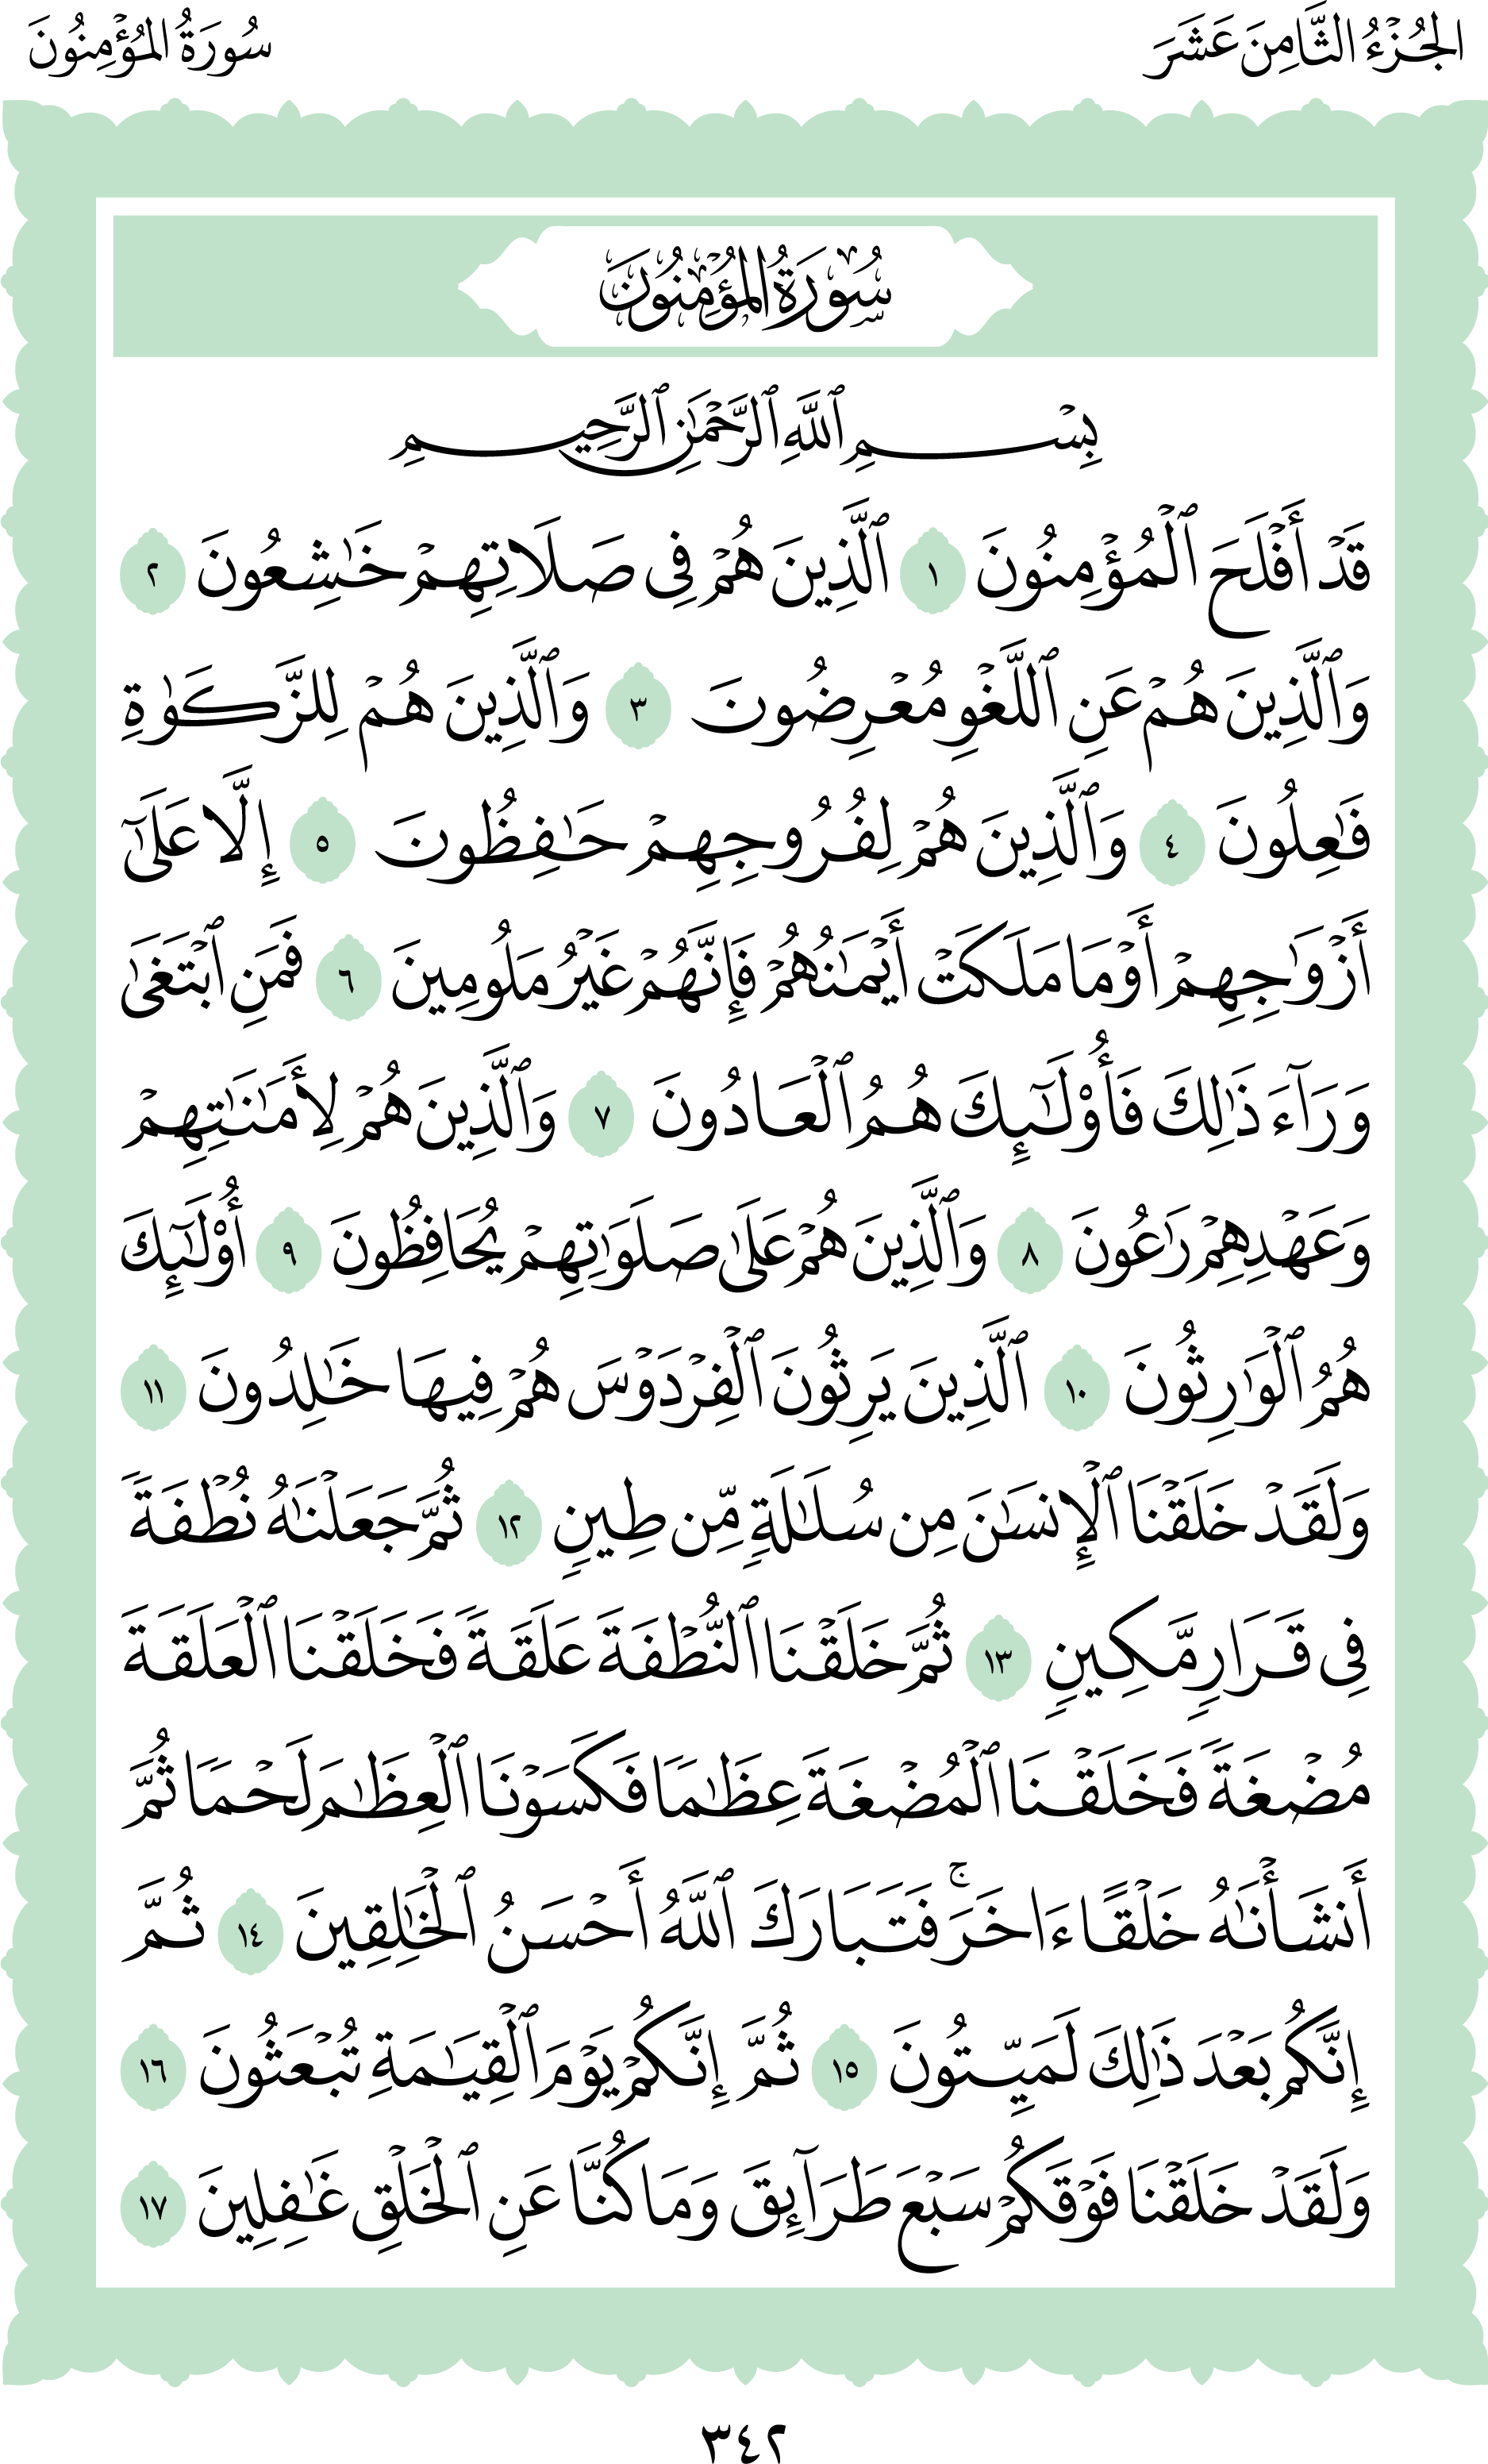 الجُزْءُ الثَّامِنَ عَشَرَ
سُورَةُ المُؤْمِنُونَ
سُورَةُ المُؤْمِنُونَ
بِسْمِ ٱللَّهِ ٱلرَّحْمَٰنِ ٱلرَّحِيمِ
قَدْ أَفْلَحَ ٱلْمُؤْمِنُونَ ١ ٱلَّذِينَ هُمْ فِى صَلَاتِهِمْ خَٰشِعُونَ ٢
وَٱلَّذِينَ هُمْ عَنِ ٱللَّغْوِ مُعْرِضُونَ ٣ وَٱلَّذِينَ هُمْ لِلزَّكَوٰةِ
فَٰعِلُونَ ٤ وَٱلَّذِينَ هُمْ لِفُرُوجِهِمْ حَٰفِظُونَ ٥ إِلَّا عَلَىٰٓ
أَزْوَٰجِهِمْ أَوْ مَا مَلَكَتْ أَيْمَٰنُهُمْ فَإِنَّهُمْ غَيْرُ مَلُومِينَ ٦ فَمَنِ ٱبْتَغَىٰ
وَرَآءَ ذَٰلِكَ فَأُو۟لَٰٓئِكَ هُمُ ٱلْعَادُونَ ٧ وَٱلَّذِينَ هُمْ لِأَمَٰنَٰتِهِمْ
وَعَهْدِهِمْ رَٰعُونَ ٨ وَٱلَّذِينَ هُمْ عَلَىٰ صَلَوَٰتِهِمْ يُحَافِظُونَ ٩ أُو۟لَٰٓئِكَ
هُمُ ٱلْوَٰرِثُونَ ١٠ ٱلَّذِينَ يَرِثُونَ ٱلْفِرْدَوْسَ هُمْ فِيهَا خَٰلِدُونَ ١١
وَلَقَدْ خَلَقْنَا ٱلْإِنسَٰنَ مِن سُلَٰلَةٍ مِّن طِينٍ ١٢ ثُمَّ جَعَلْنَٰهُ نُطْفَةً
فِى قَرَارٍ مَّكِينٍ ١٣ ثُمَّ خَلَقْنَا ٱلنُّطْفَةَ عَلَقَةً فَخَلَقْنَا ٱلْعَلَقَةَ
مُضْغَةً فَخَلَقْنَا ٱلْمُضْغَةَ عِظَٰمًا فَكَسَوْنَا ٱلْعِظَٰمَ لَحْمًا ثُمَّ
أَنشَأْنَٰهُ خَلْقًا ءَاخَرَ ۚ فَتَبَارَكَ ٱللَّهُ أَحْسَنُ ٱلْخَٰلِقِينَ ١٤ ثُمَّ
إِنَّكُم بَعْدَ ذَٰلِكَ لَمَيِّتُونَ ١٥ ثُمَّ إِنَّكُمْ يَوْمَ ٱلْقِيَٰمَةِ تُبْعَثُونَ ١٦
وَلَقَدْ خَلَقْنَا فَوْقَكُمْ سَبْعَ طَرَآئِقَ وَمَا كُنَّا عَنِ ٱلْخَلْقِ غَٰفِلِينَ ١٧
٣٤٢